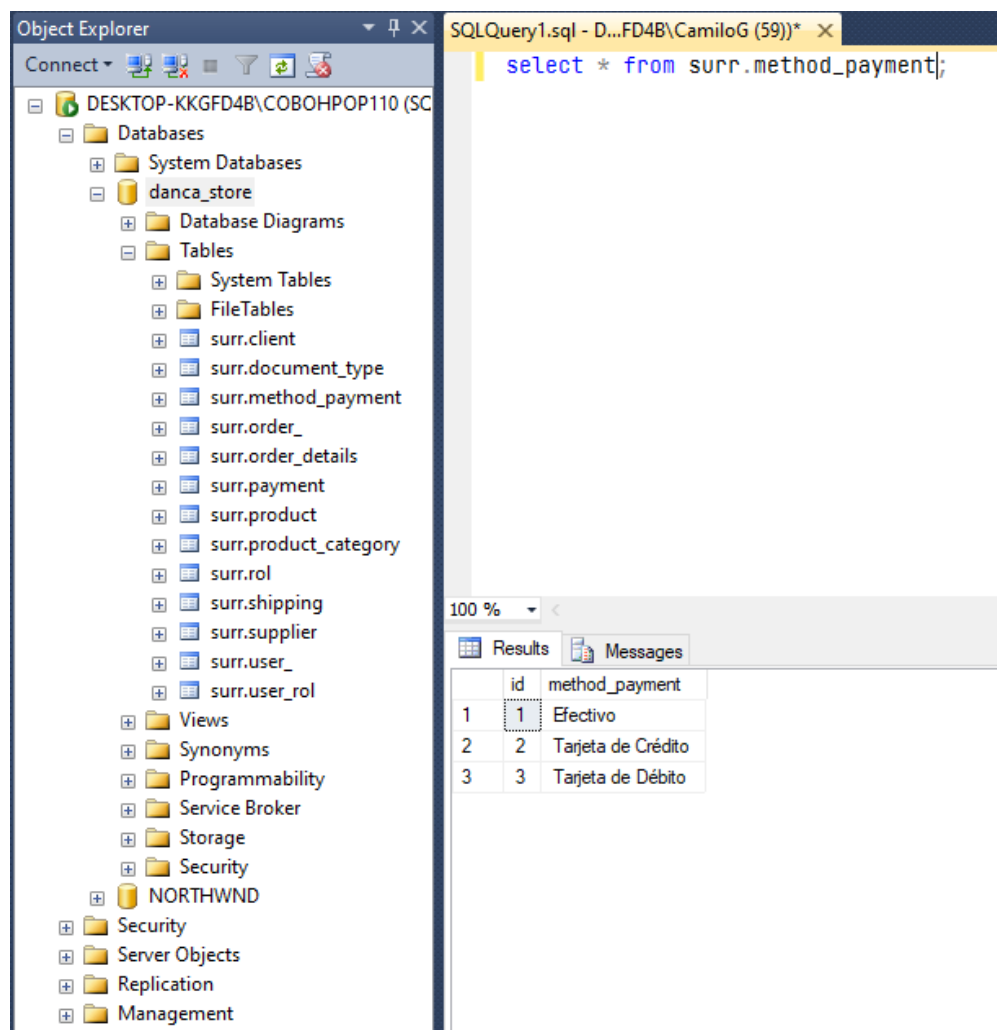 Object Explorer
Connect
DESKTOP-KKGFD4B\COBOHPOP110 (SC
Databases
System Databases
danca_store
Database Diagrams
Tables
System Tables
FileTables
surr.client
surr.document_type
surr.method_payment
surr.order_
surr.order_details
surr.payment
surr.product
surr.product_category
surr.rol
surr.shipping
surr.supplier
surr.user_
surr.user_rol
Views
Synonyms
Programmability
Service Broker
Storage
Security
NORTHWND
Security
Server Objects
Replication
Management
SQLQuery1.sql - D...FD4B\CamiloG (59))*
select * from surr.method_payment;
100 %
Results Messages
id method_payment
1 1 Efectivo
2 2 Tarjeta de Crédito
3 3 Tarjeta de Débito